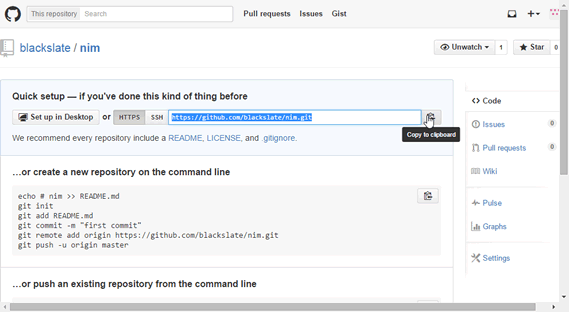 This repository Search Pull requests Issues Gist
blackslate / nim
Unwatch 1 Star 0
Quick setup — if you've done this kind of thing before
Set up in Desktop or HTTPS SSH https://github.com/blackslate/nim.git
Copy to clipboard
We recommend every repository include a README, LICENSE, and .gitignore.
…or create a new repository on the command line
echo # nim >> README.md
git init
git add README.md
git commit -m "first commit"
git remote add origin https://github.com/blackslate/nim.git
git push -u origin master
…or push an existing repository from the command line
Code
Issues 0
Pull requests 0
Wiki
Pulse
Graphs
Settings